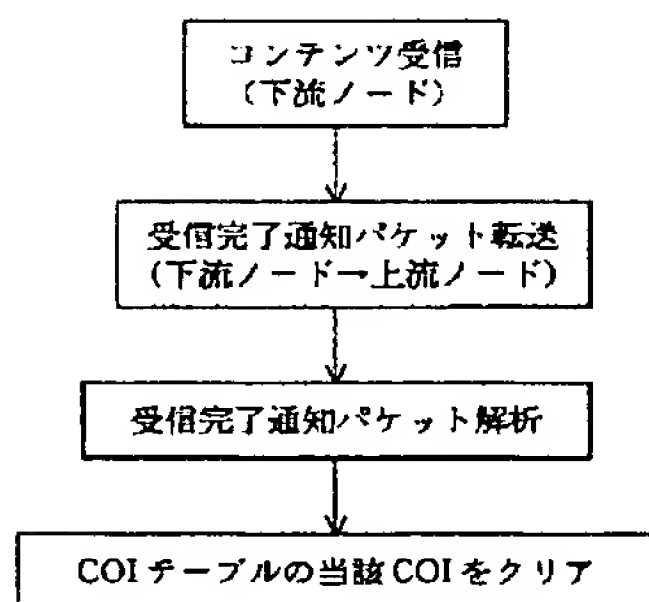 コンテンツ受信
(下流ノード)
受信完了通知パケット転送
(下流ノード→上流ノード)
受信完了通知パケット解析
COIテーブルの当該COIをクリア